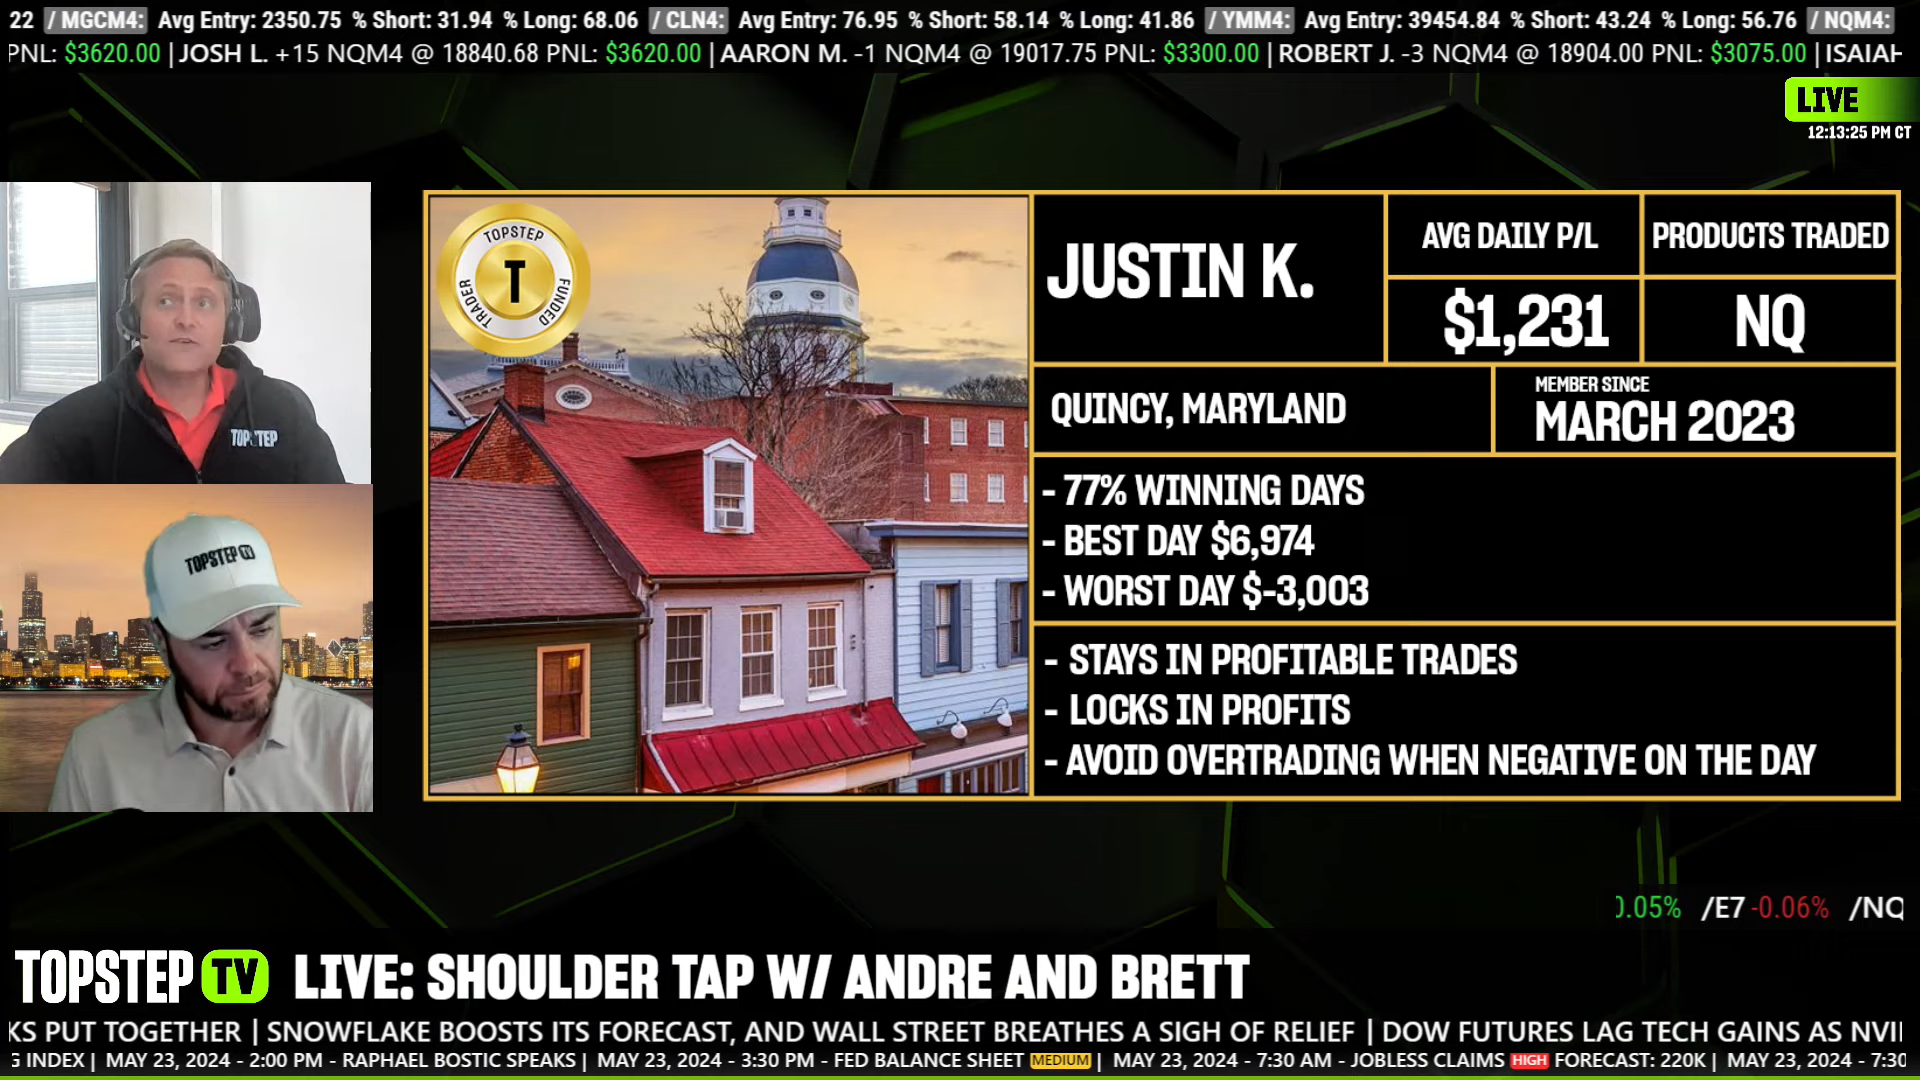 22 / MGCM4: Avg Entry: 2350.75 % Short: 31.94 % Long: 68.06 / CLN4: Avg Entry: 76.95 % Short: 58.14 % Long: 41.86 / YMM4: Avg Entry: 39454.84 % Short: 43.24 % Long: 56.76 / NQM4:
PNL: $3620.00 | JOSH L. +15 NQM4 @ 18840.68 PNL: $3620.00 | AARON M. -1 NQM4 @ 19017.75 PNL: $3300.00 | ROBERT J. -3 NQM4 @ 18904.00 PNL: $3075.00 | ISAIAH
LIVE
12:13:25 PM CT
TOPSTEP
T
FUNDED
TRADER
JUSTIN K.
AVG DAILY P/L
PRODUCTS TRADED
$1,231
NQ
QUINCY, MARYLAND
MEMBER SINCE
MARCH 2023
- 77% WINNING DAYS
- BEST DAY $6,974
- WORST DAY $-3,003
- STAYS IN PROFITABLE TRADES
- LOCKS IN PROFITS
- AVOID OVERTRADING WHEN NEGATIVE ON THE DAY
TOPSTEP
TOPSTEP TV
0.05% /E7 -0.06% /NQ
TOPSTEP TV LIVE: SHOULDER TAP W/ ANDRE AND BRETT
KS PUT TOGETHER | SNOWFLAKE BOOSTS ITS FORECAST, AND WALL STREET BREATHES A SIGH OF RELIEF | DOW FUTURES LAG TECH GAINS AS NVI
G INDEX | MAY 23, 2024 - 2:00 PM - RAPHAEL BOSTIC SPEAKS | MAY 23, 2024 - 3:30 PM - FED BALANCE SHEET MEDIUM | MAY 23, 2024 - 7:30 AM - JOBLESS CLAIMS HIGH FORECAST: 220K | MAY 23, 2024 - 7:30